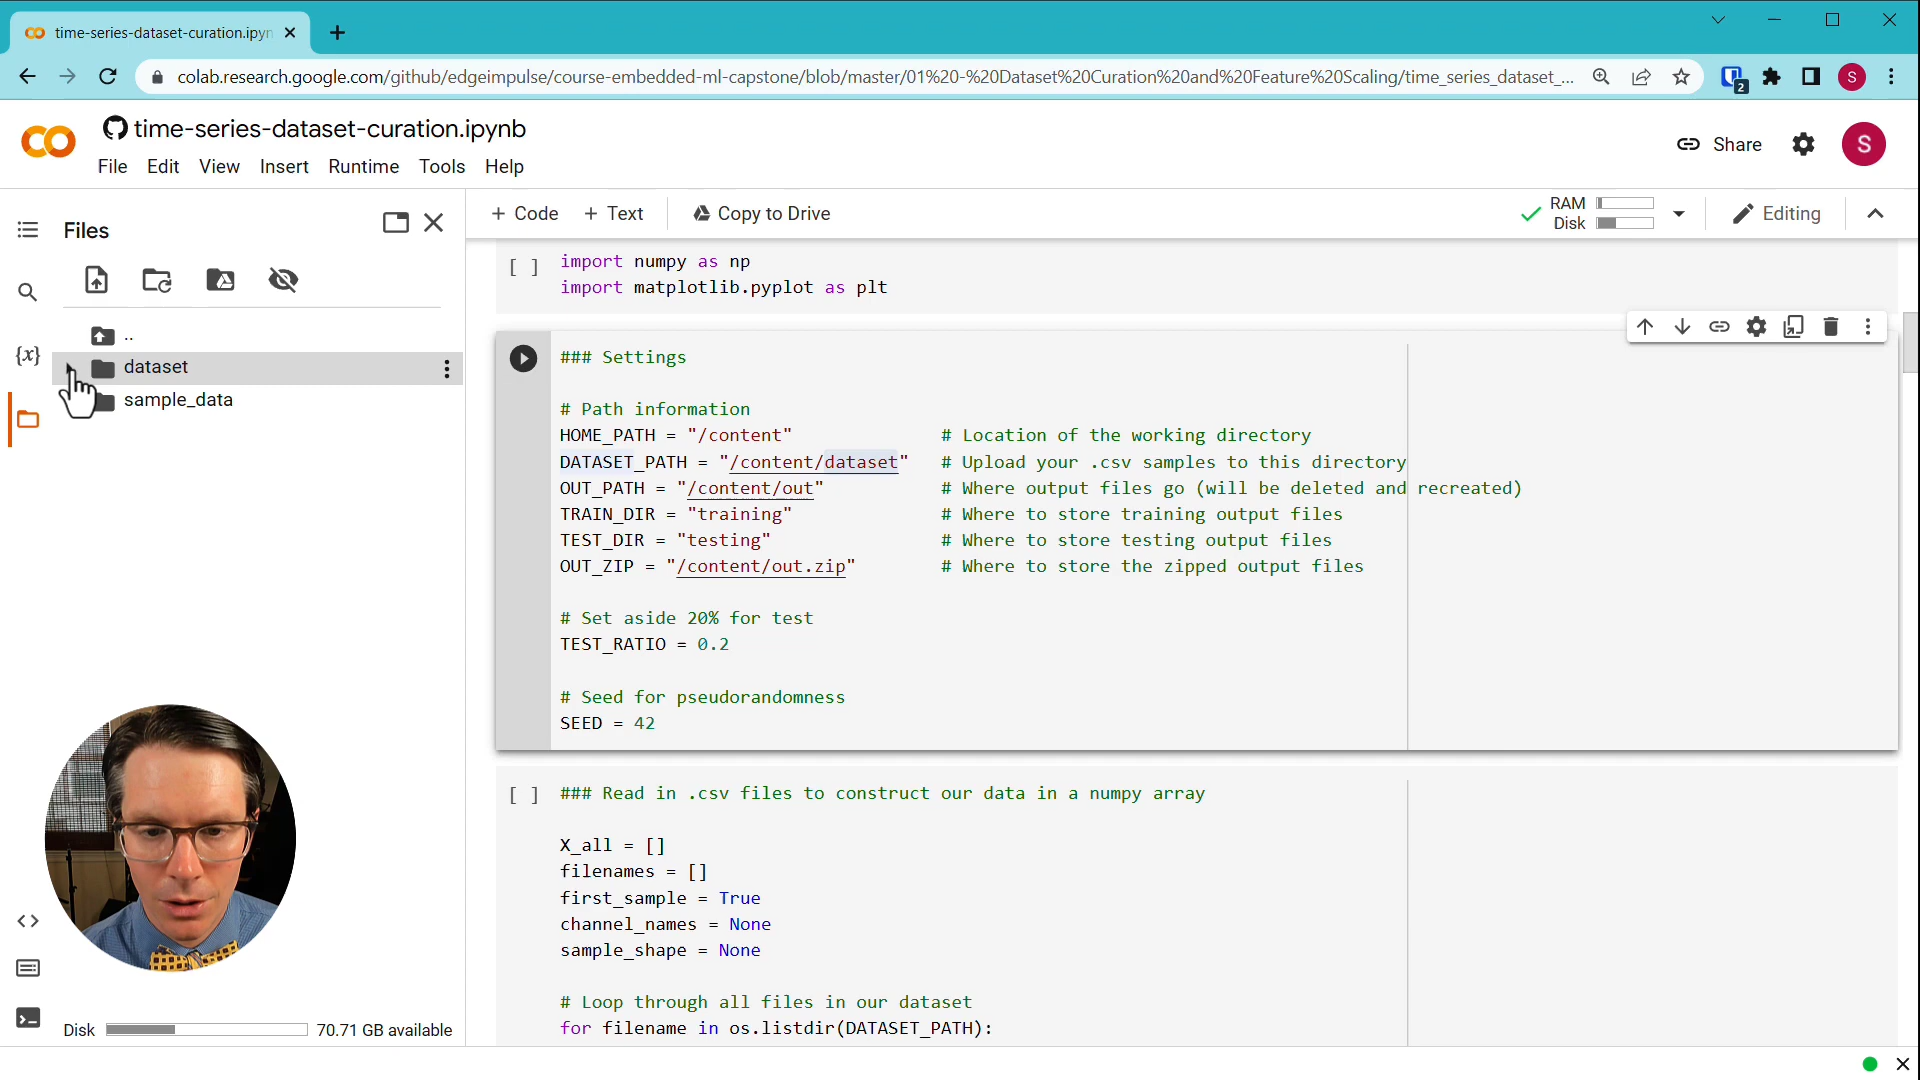 time-series-dataset-curation.ipyn
colab.research.google.com/github/edgeimpulse/course-embedded-ml-capstone/blob/master/01%20-%20Dataset%20Curation%20and%20Feature%20Scaling/time_series_dataset_...
2
S
time-series-dataset-curation.ipynb
File Edit View Insert Runtime Tools Help
Share
S
Files
+ Code + Text Copy to Drive
RAM
Disk
Editing
..
dataset
sample_data
{x}
Disk 70.71 GB available
[ ] import numpy as np
import matplotlib.pyplot as plt
### Settings
# Path information
HOME_PATH = "/content" # Location of the working directory
DATASET_PATH = "/content/dataset" # Upload your .csv samples to this directory
OUT_PATH = "/content/out" # Where output files go (will be deleted and recreated)
TRAIN_DIR = "training" # Where to store training output files
TEST_DIR = "testing" # Where to store testing output files
OUT_ZIP = "/content/out.zip" # Where to store the zipped output files
# Set aside 20% for test
TEST_RATIO = 0.2
# Seed for pseudorandomness
SEED = 42
[ ] ### Read in .csv files to construct our data in a numpy array
X_all = []
filenames = []
first_sample = True
channel_names = None
sample_shape = None
# Loop through all files in our dataset
for filename in os.listdir(DATASET_PATH):